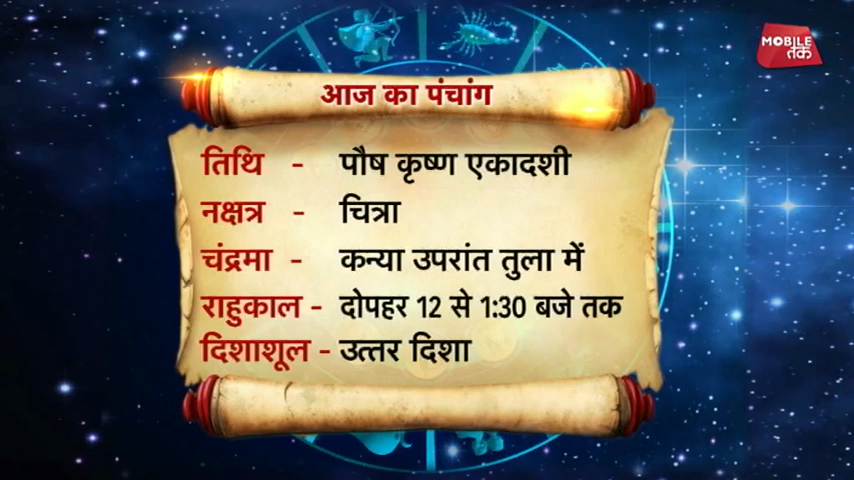 MOBILE
तक
आज का पंचांग
तिथि - पौष कृष्ण एकादशी
नक्षत्र - चित्रा
चंद्रमा - कन्या उपरांत तुला में
राहुकाल - दोपहर 12 से 1:30 बजे तक
दिशाशूल - उत्तर दिशा